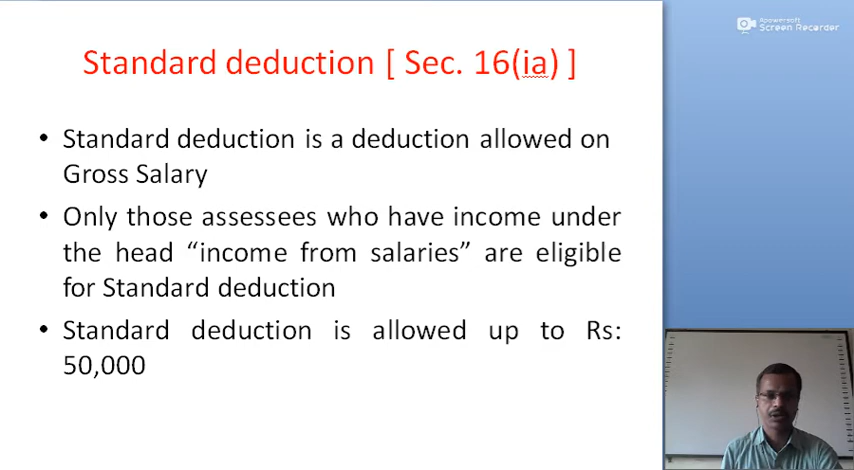 Apowersoft
Screen Recorder
Standard deduction [ Sec. 16(ia) ]
• Standard deduction is a deduction allowed on
Gross Salary
• Only those assessees who have income under
the head “income from salaries” are eligible
for Standard deduction
• Standard deduction is allowed up to Rs:
50,000